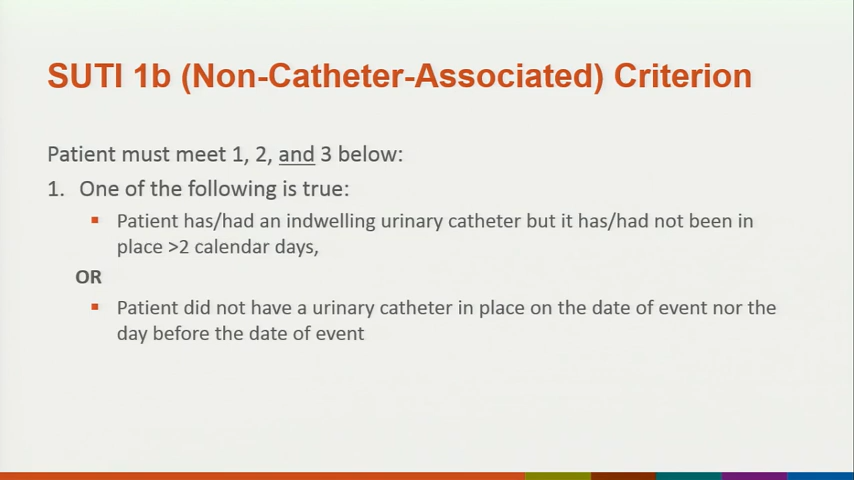 SUTI 1b (Non-Catheter-Associated) Criterion
Patient must meet 1, 2, and 3 below:
1. One of the following is true:
▪ Patient has/had an indwelling urinary catheter but it has/had not been in
place >2 calendar days,
OR
▪ Patient did not have a urinary catheter in place on the date of event nor the
day before the date of event